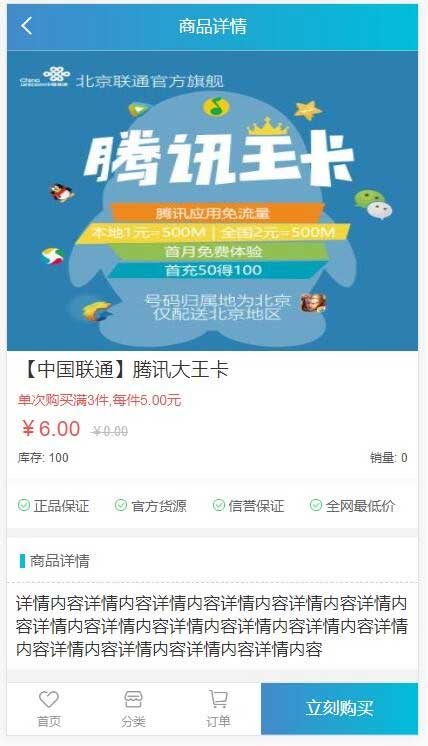 商品详情
China
unicom中国联通
北京联通官方旗舰
腾讯王卡
腾讯应用免流量
本地1元=500M | 全国2元=500M
首月免费体验
首充50得100
号码归属地为北京
仅配送北京地区
【中国联通】腾讯大王卡
单次购买满3件,每件5.00元
￥6.00 ￥0.00
库存: 100 销量: 0
正品保证 官方货源 信誉保证 全网最低价
商品详情
详情内容详情内容详情内容详情内容详情内容详情内
容详情内容详情内容详情内容详情内容详情内容详情
内容详情内容详情内容详情内容详情内容
首页 分类 订单 立刻购买